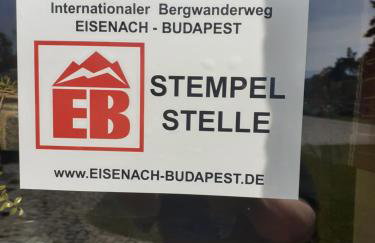 Internationaler Bergwanderweg
EISENACH - BUDAPEST
EB
STEMPEL
STELLE
www.EISENACH-BUDAPEST.DE